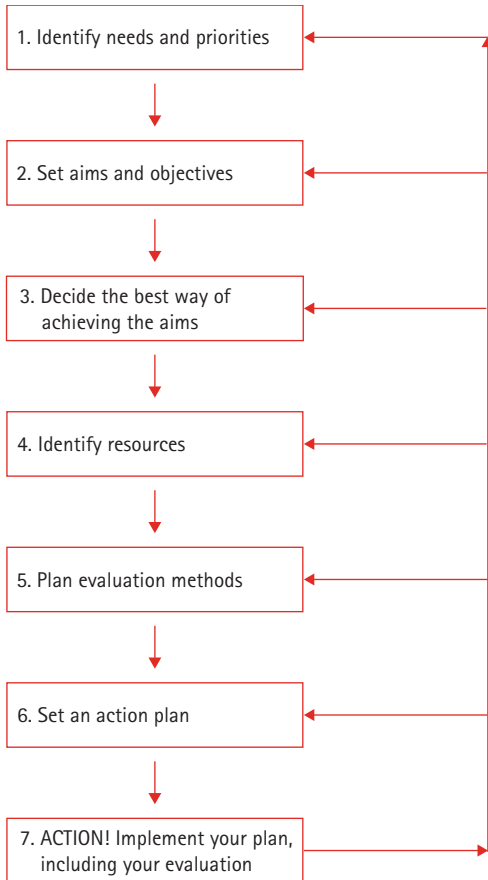 1. Identify needs and priorities
2. Set aims and objectives
3. Decide the best way of
achieving the aims
4. Identify resources
5. Plan evaluation methods
6. Set an action plan
7. ACTION! Implement your plan,
including your evaluation